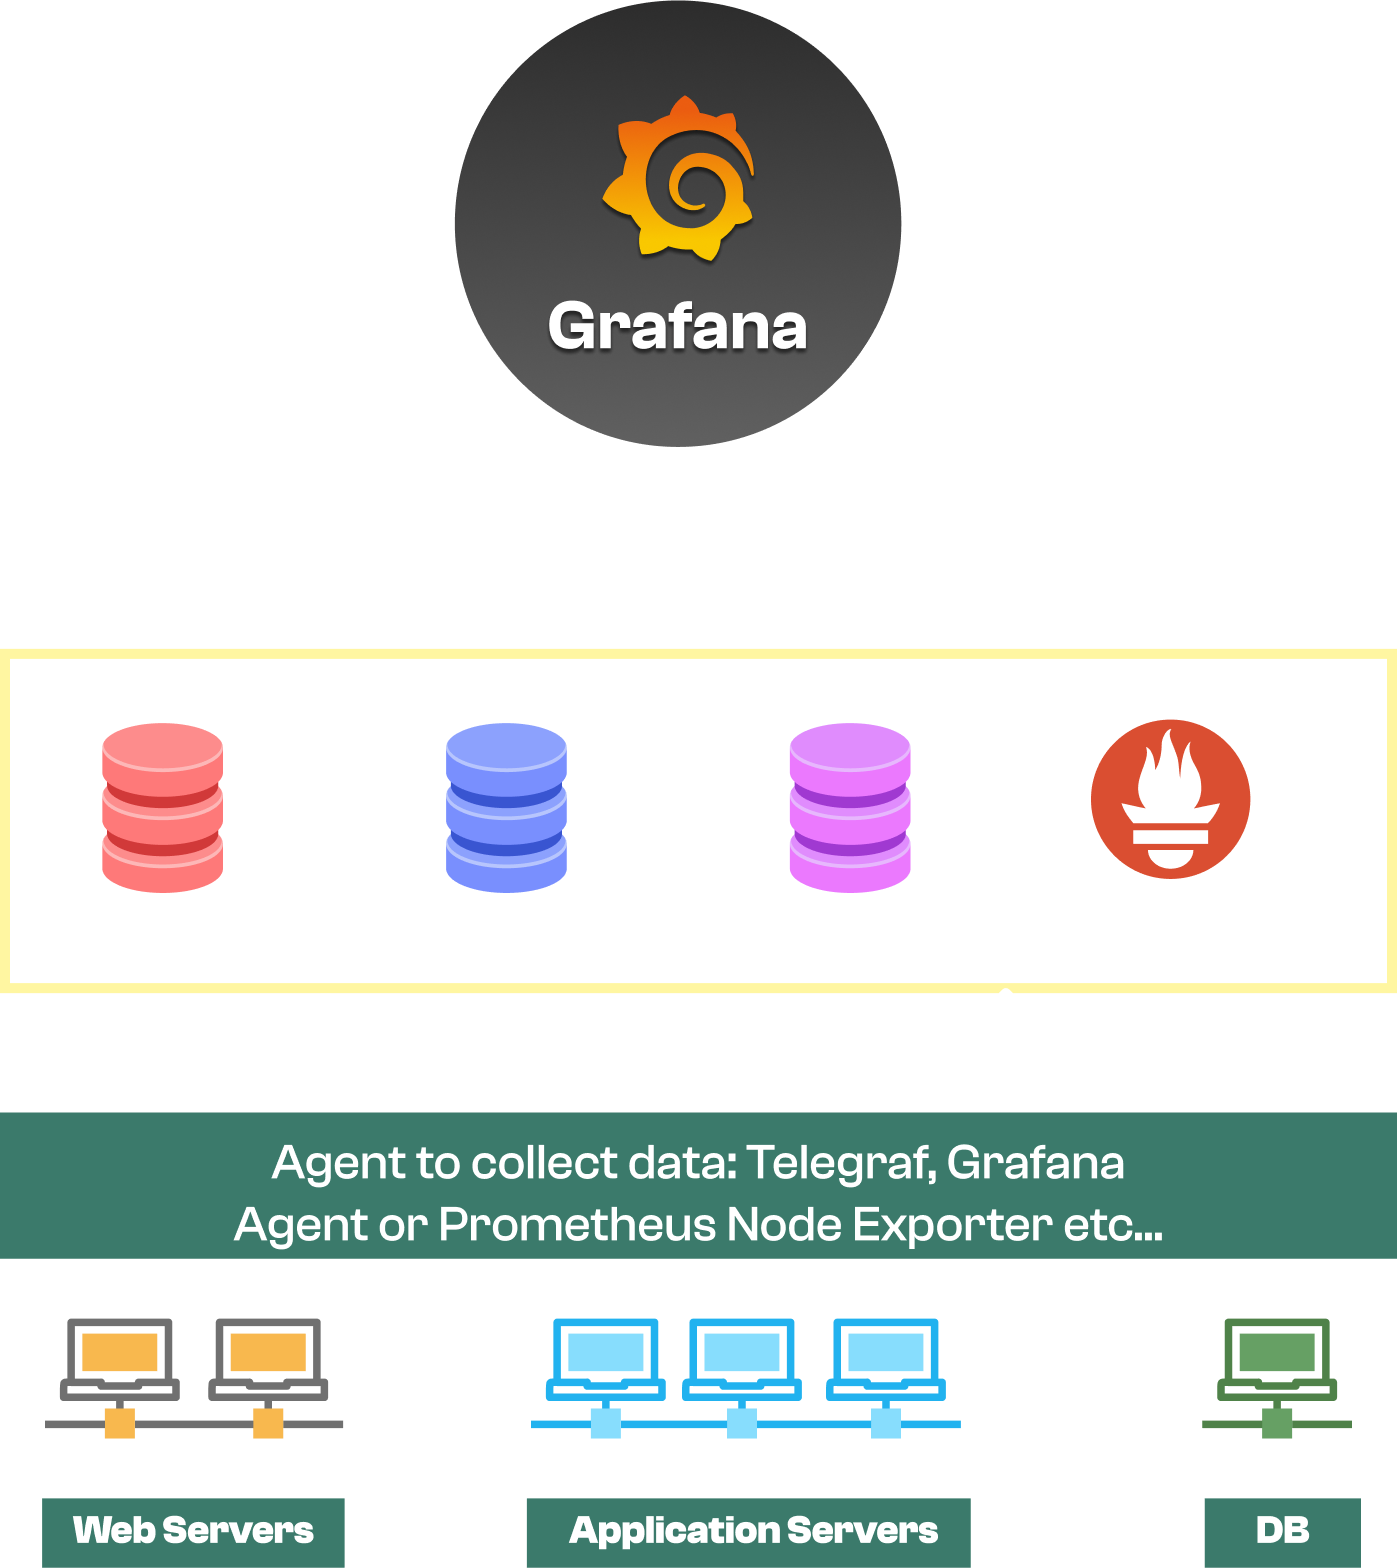 Grafana
Agent to collect data: Telegraf, Grafana
Agent or Prometheus Node Exporter etc...
Web Servers
Application Servers
DB